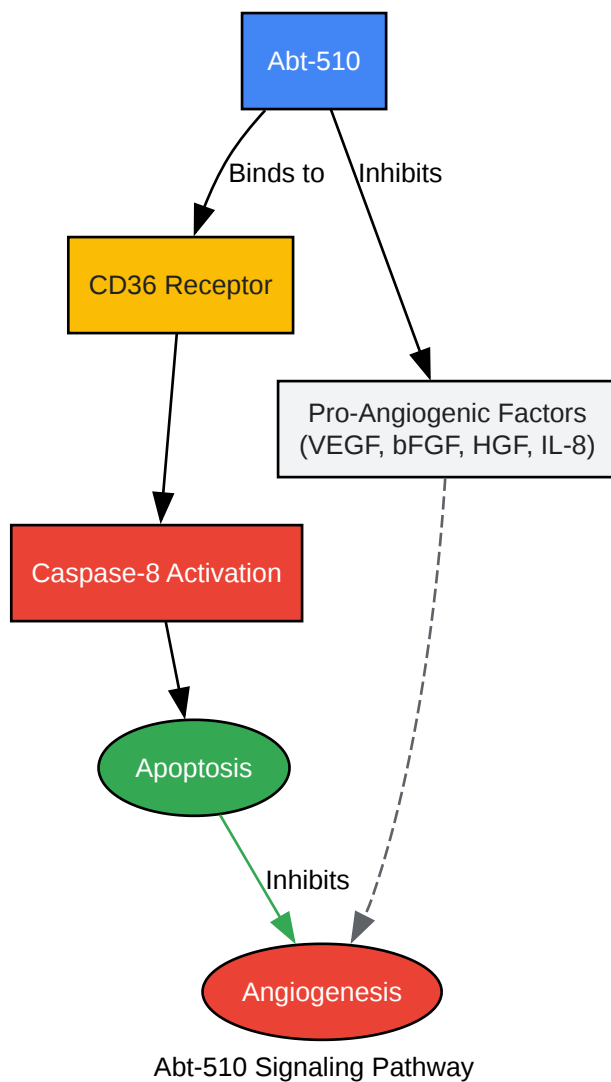 Abt-510
Binds to
Inhibits
CD36 Receptor
Pro-Angiogenic Factors
(VEGF, bFGF, HGF, IL-8)
Caspase-8 Activation
Apoptosis
Inhibits
Angiogenesis
Abt-510 Signaling Pathway